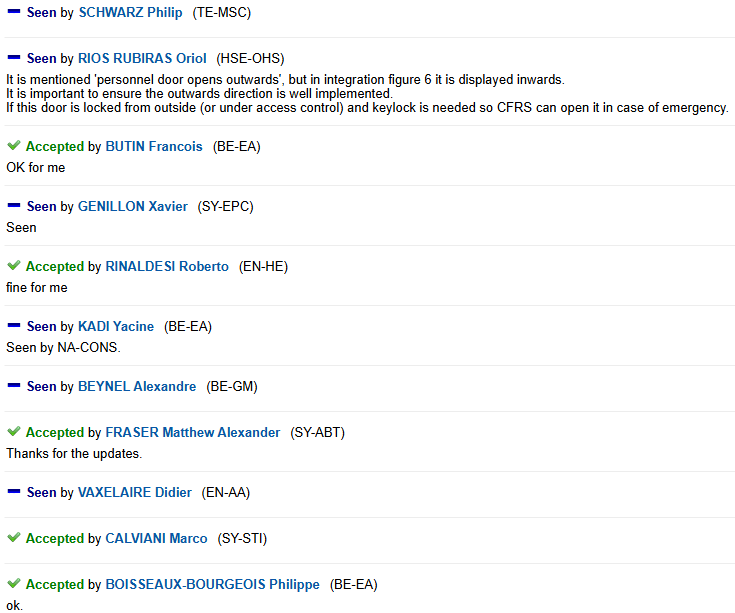 Seen by SCHWARZ Philip (TE-MSC)
Seen by RIOS RUBIRAS Oriol (HSE-OHS)
It is mentioned 'personnel door opens outwards', but in integration figure 6 it is displayed inwards.
It is important to ensure the outwards direction is well implemented.
If this door is locked from outside (or under access control) and keylock is needed so CFRS can open it in case of emergency.
Accepted by BUTIN Francois (BE-EA)
OK for me
Seen by GENILLON Xavier (SY-EPC)
Seen
Accepted by RINALDESI Roberto (EN-HE)
fine for me
Seen by KADI Yacine (BE-EA)
Seen by NA-CONS.
Seen by BEYNEL Alexandre (BE-GM)
Accepted by FRASER Matthew Alexander (SY-ABT)
Thanks for the updates.
Seen by VAXELAIRE Didier (EN-AA)
Accepted by CALVIANI Marco (SY-STI)
Accepted by BOISSEAUX-BOURGEOIS Philippe (BE-EA)
ok.